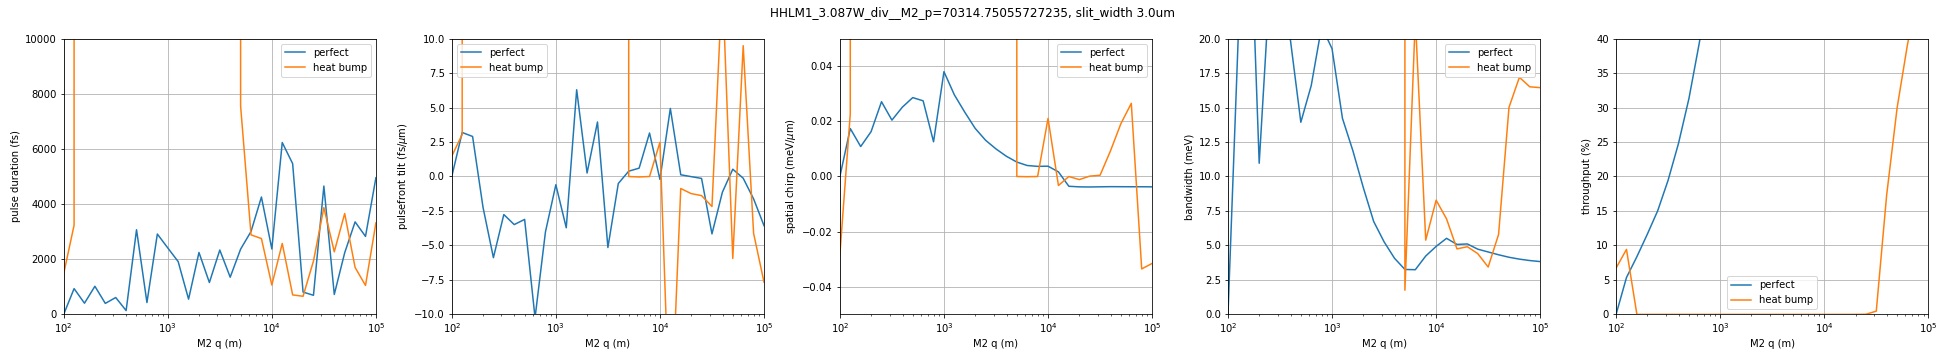 HHLM1_3.087W_div__M2_p=70314.75055727235, slit_width 3.0um
pulse duration (fs)
10000
8000
6000
4000
2000
0
10² 10³ 10⁴ 10⁵
M2 q (m)
perfect
heat bump
pulsefront tilt (fs/μm)
10.0
7.5
5.0
2.5
0.0
−2.5
−5.0
−7.5
−10.0
10² 10³ 10⁴ 10⁵
M2 q (m)
perfect
heat bump
spatial chirp (meV/μm)
0.04
0.02
0.00
−0.02
−0.04
10² 10³ 10⁴ 10⁵
M2 q (m)
perfect
heat bump
bandwidth (meV)
20.0
17.5
15.0
12.5
10.0
7.5
5.0
2.5
0.0
10² 10³ 10⁴ 10⁵
M2 q (m)
perfect
heat bump
throughput (%)
40
35
30
25
20
15
10
5
0
10² 10³ 10⁴ 10⁵
M2 q (m)
perfect
heat bump